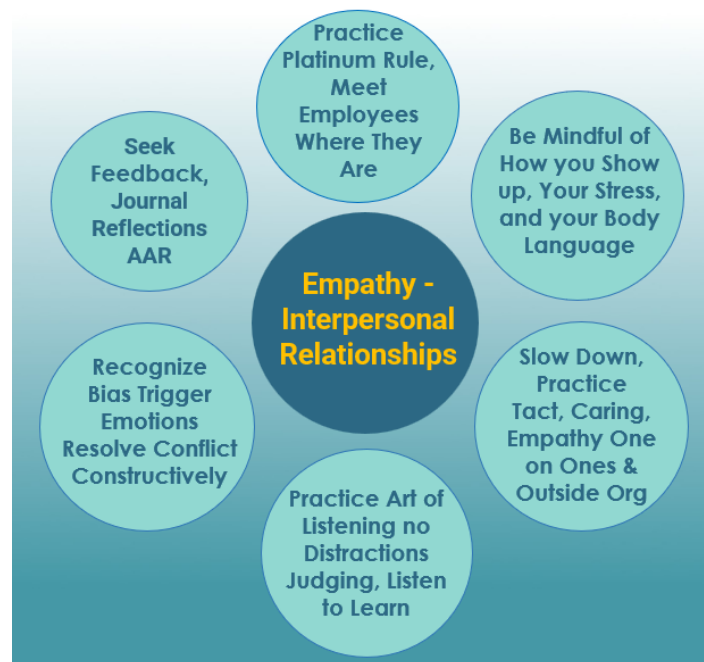 Practice
Platinum Rule,
Meet
Employees
Where They
Are
Be Mindful of
How you Show
up, Your Stress,
and your Body
Language
Slow Down,
Practice
Tact, Caring,
Empathy One
on Ones &
Outside Org
Practice Art of
Listening no
Distractions
Judging, Listen
to Learn
Recognize
Bias Trigger
Emotions
Resolve Conflict
Constructively
Seek
Feedback,
Journal
Reflections
AAR
Empathy -
Interpersonal
Relationships